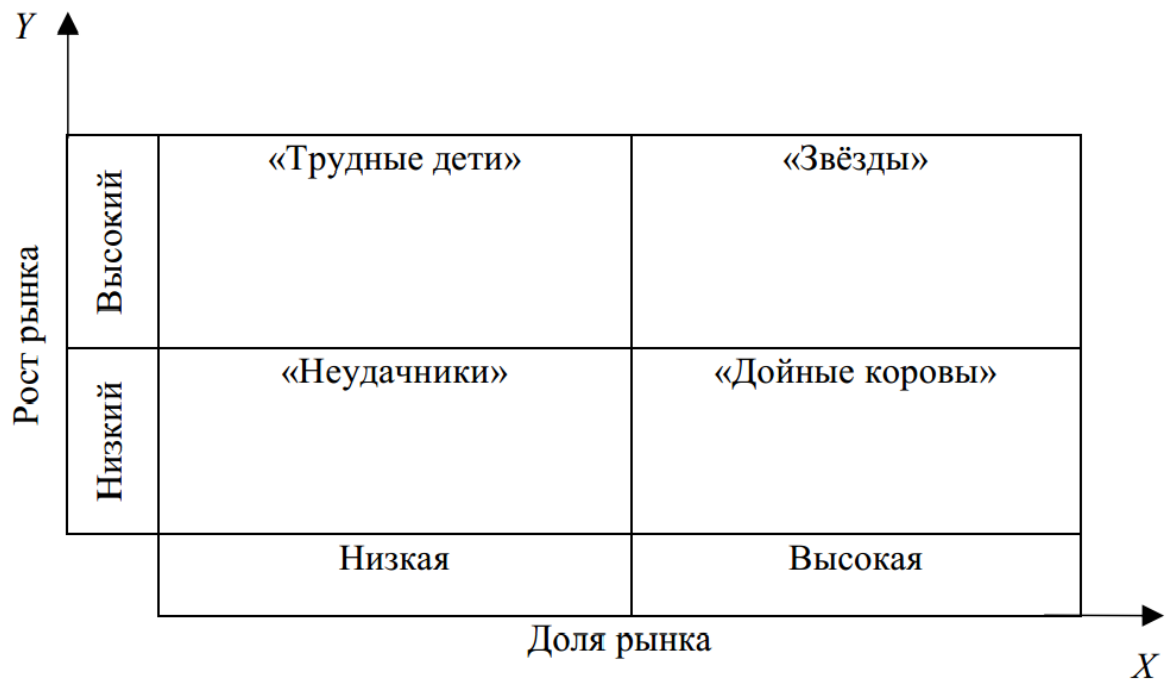 Y
«Трудные дети»
«Звёзды»
Высокий
Рост рынка
«Неудачники»
«Дойные коровы»
Низкий
Низкая
Высокая
Доля рынка
X